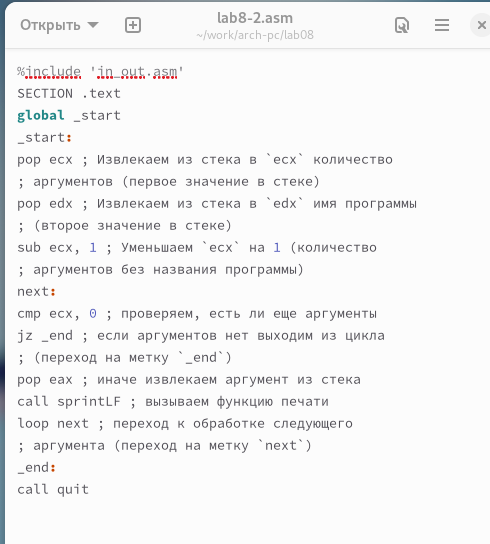 Открыть
lab8-2.asm
~/work/arch-pc/lab08
%include 'in_out.asm'
SECTION .text
global _start
_start:
pop ecx ; Извлекаем из стека в `ecx` количество
; аргументов (первое значение в стеке)
pop edx ; Извлекаем из стека в `edx` имя программы
; (второе значение в стеке)
sub ecx, 1 ; Уменьшаем `ecx` на 1 (количество
; аргументов без названия программы)
next:
cmp ecx, 0 ; проверяем, есть ли еще аргументы
jz _end ; если аргументов нет выходим из цикла
; (переход на метку `_end`)
pop eax ; иначе извлекаем аргумент из стека
call sprintLF ; вызываем функцию печати
loop next ; переход к обработке следующего
; аргумента (переход на метку `next`)
_end:
call quit